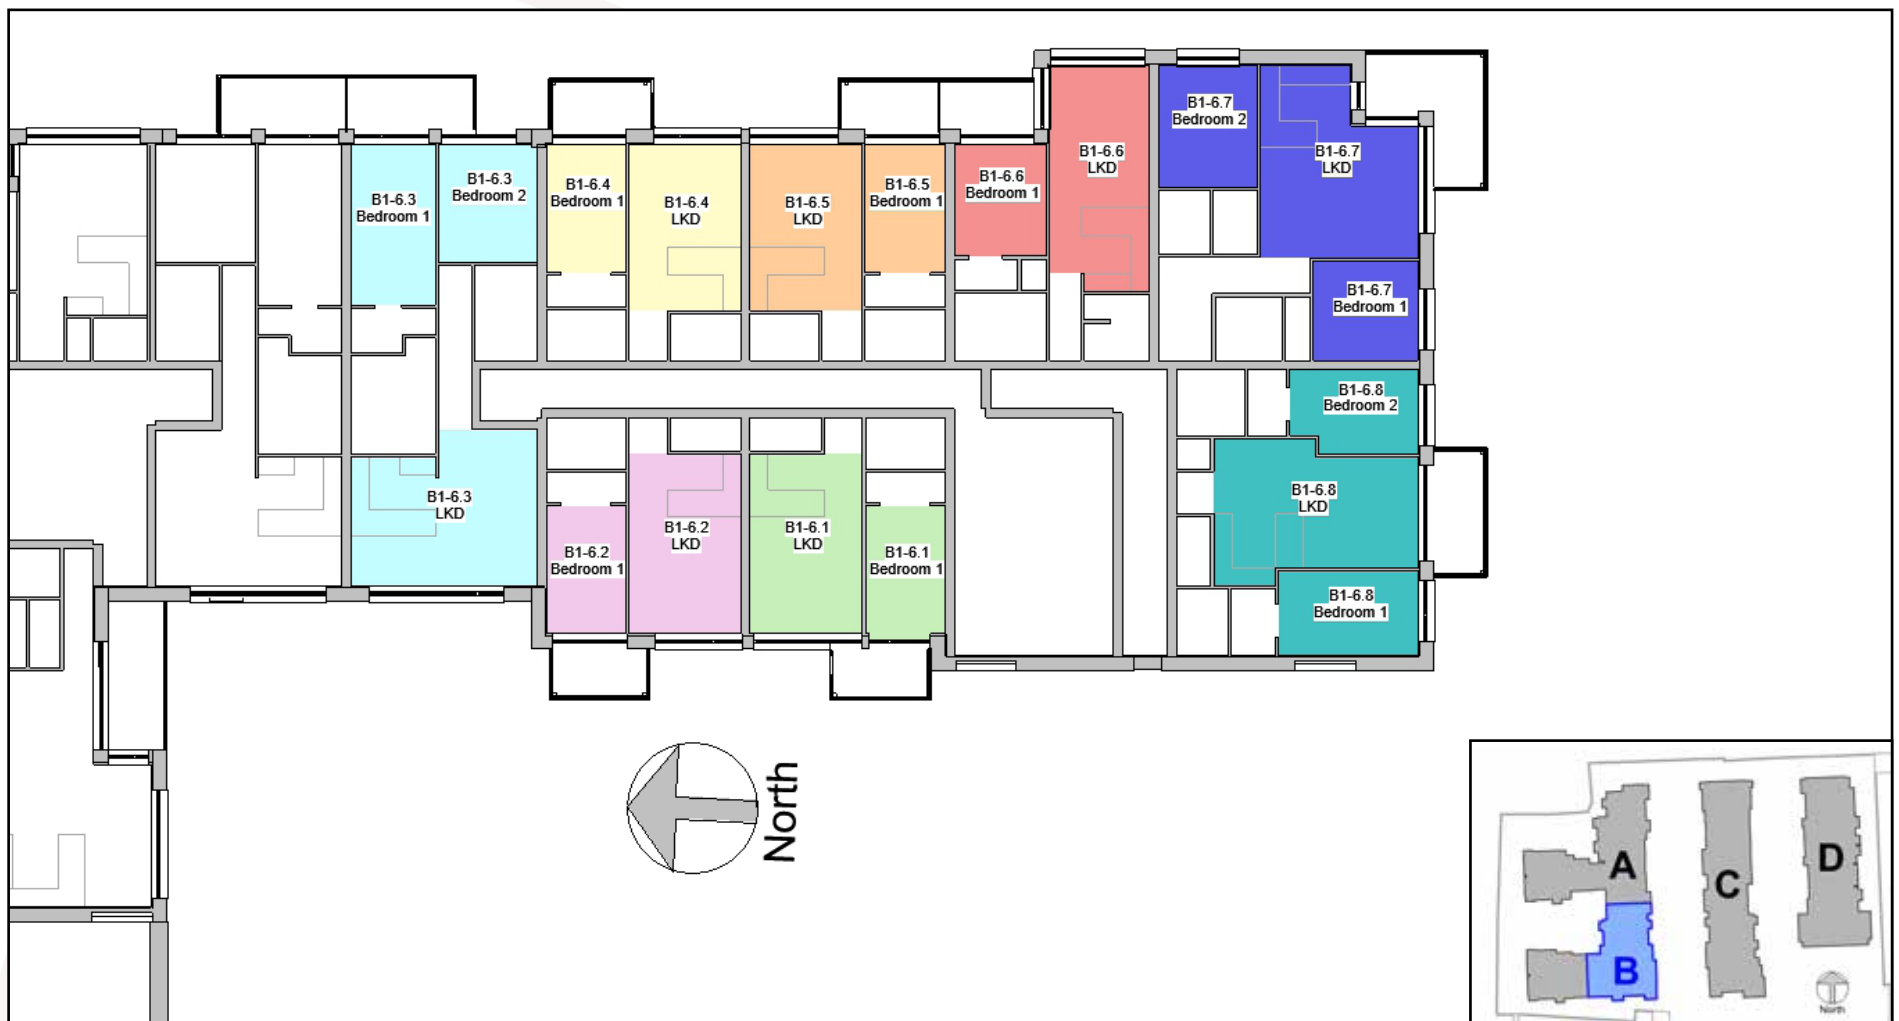 B1-6.3
Bedroom 1
B1-6.3
Bedroom 2
B1-6.4
Bedroom 1
B1-6.4
LKD
B1-6.5
LKD
B1-6.5
Bedroom 1
B1-6.6
Bedroom 1
B1-6.6
LKD
B1-6.7
Bedroom 2
B1-6.7
LKD
B1-6.7
Bedroom 1
B1-6.8
Bedroom 2
B1-6.8
LKD
B1-6.8
Bedroom 1
B1-6.3
LKD
B1-6.2
Bedroom 1
B1-6.2
LKD
B1-6.1
LKD
B1-6.1
Bedroom 1
North
A
B
C
D
North